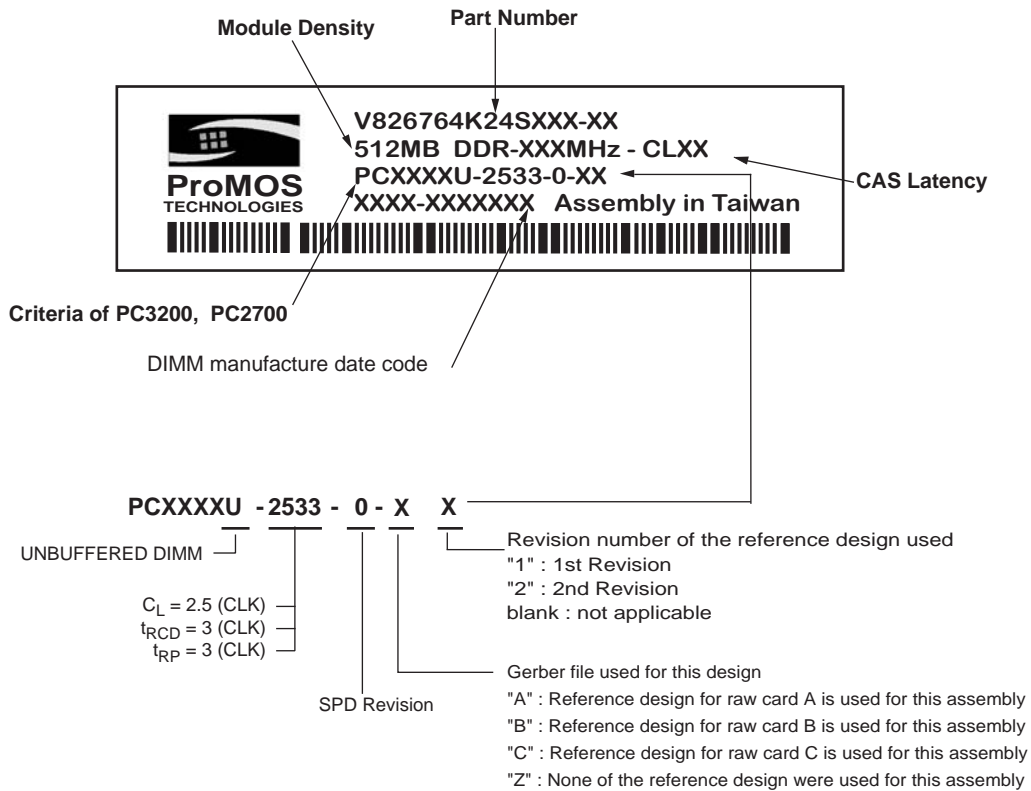 Part Number
Module Density
V826764K24SXXX-XX
512MB DDR-XXXMHz - CLXX
PCXXXXU-2533-0-XX
XXXX-XXXXXXX Assembly in Taiwan
ProMOS
TECHNOLOGIES
CAS Latency
Criteria of PC3200, PC2700
DIMM manufacture date code
PCXXXXU - 2533 - 0 - X X
UNBUFFERED DIMM
CL = 2.5 (CLK)
tRCD = 3 (CLK)
tRP = 3 (CLK)
SPD Revision
Revision number of the reference design used
"1" : 1st Revision
"2" : 2nd Revision
blank : not applicable
Gerber file used for this design
"A" : Reference design for raw card A is used for this assembly
"B" : Reference design for raw card B is used for this assembly
"C" : Reference design for raw card C is used for this assembly
"Z" : None of the reference design were used for this assembly